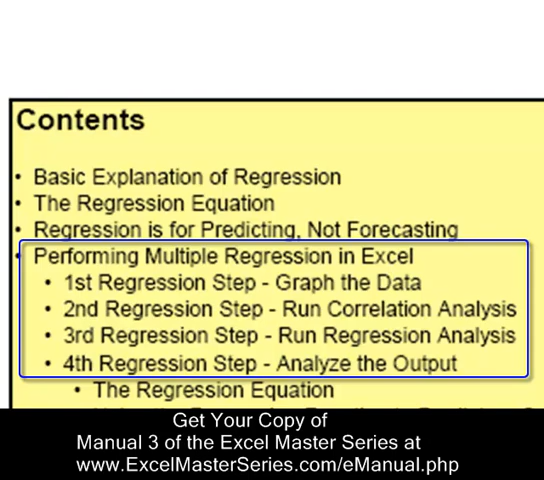 Contents
• Basic Explanation of Regression
• The Regression Equation
• Regression is for Predicting, Not Forecasting
• Performing Multiple Regression in Excel
• 1st Regression Step - Graph the Data
• 2nd Regression Step - Run Correlation Analysis
• 3rd Regression Step - Run Regression Analysis
• 4th Regression Step - Analyze the Output
• The Regression Equation
Get Your Copy of
Manual 3 of the Excel Master Series at
www.ExcelMasterSeries.com/eManual.php